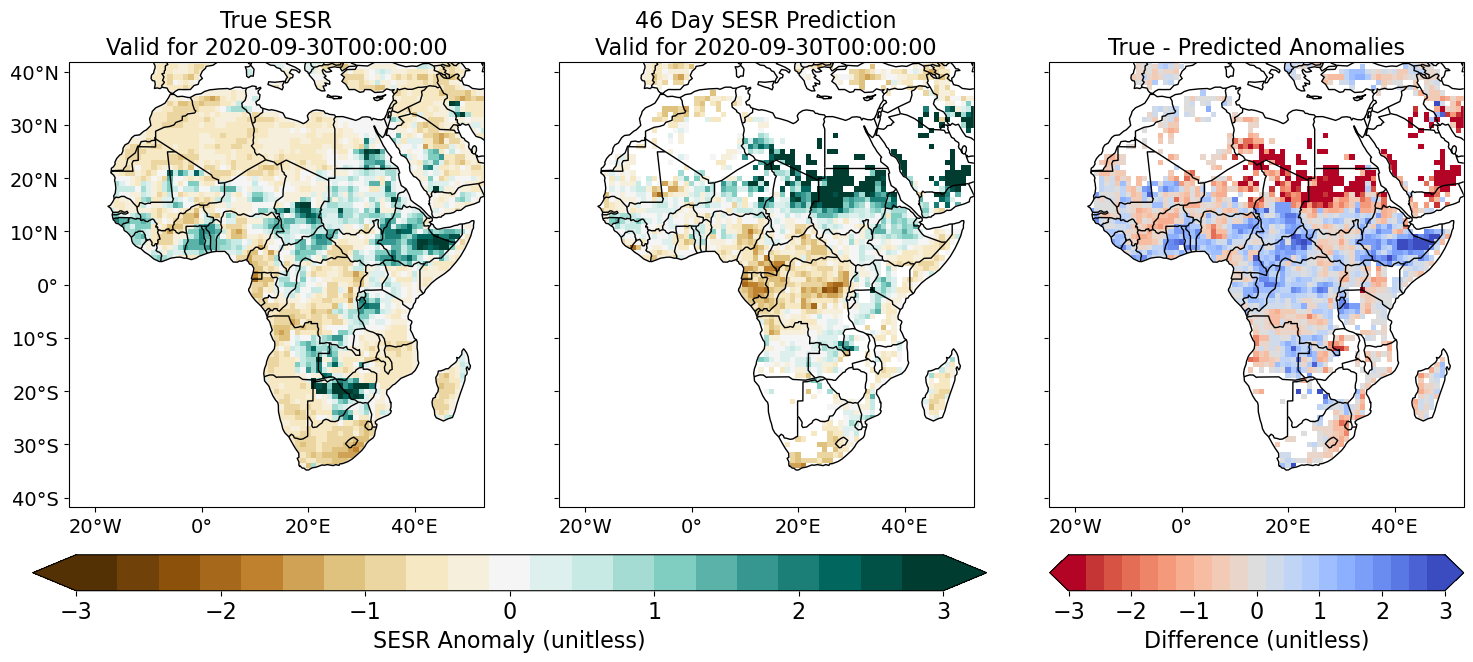 True SESR
Valid for 2020-09-30T00:00:00
46 Day SESR Prediction
Valid for 2020-09-30T00:00:00
True - Predicted Anomalies
40°N
30°N
20°N
10°N
0°
10°S
20°S
30°S
40°S
20°W 0° 20°E 40°E
20°W 0° 20°E 40°E
20°W 0° 20°E 40°E
−3 −2 −1 0 1 2 3
SESR Anomaly (unitless)
−3 −2 −1 0 1 2 3
Difference (unitless)